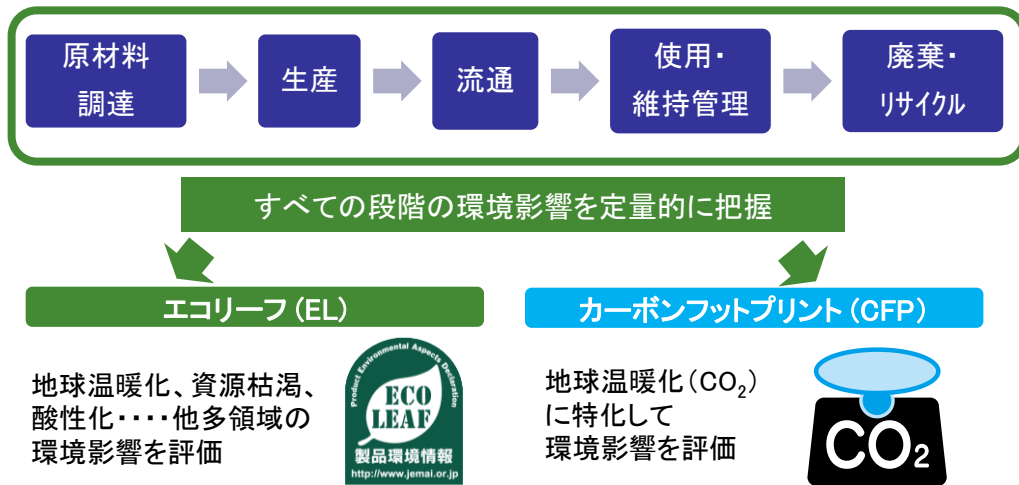 原材料
調達
生産
流通
使用・
維持管理
廃棄・
リサイクル
すべての段階の環境影響を定量的に把握
エコリーフ(EL)
地球温暖化、資源枯渇、
酸性化・・・・他多領域の
環境影響を評価
Product Environmental Aspects Declaration
ECO
LEAF
製品環境情報
http://www.jemai.or.jp
カーボンフットプリント(CFP)
地球温暖化(CO₂)
に特化して
環境影響を評価
CO₂